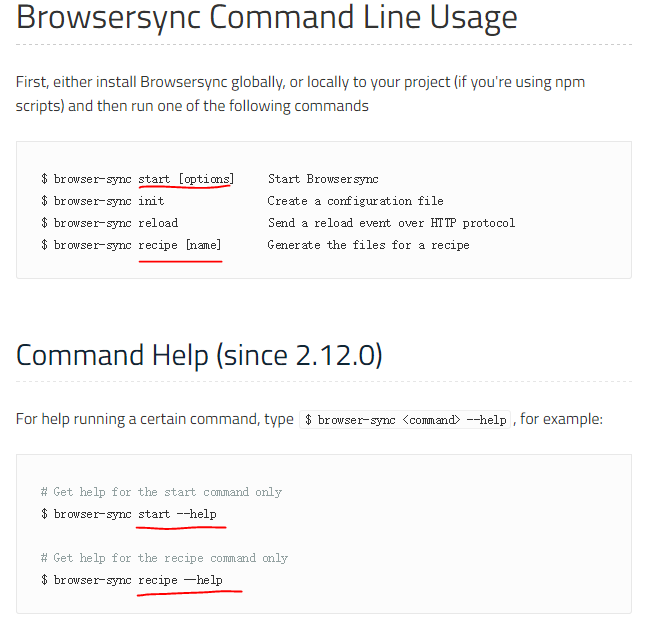 Browsersync Command Line Usage
First, either install Browsersync globally, or locally to your project (if you're using npm
scripts) and then run one of the following commands
$ browser-sync start [options]     Start Browsersync
$ browser-sync init                Create a configuration file
$ browser-sync reload              Send a reload event over HTTP protocol
$ browser-sync recipe [name]       Generate the files for a recipe
Command Help (since 2.12.0)
For help running a certain command, type $ browser-sync <command> --help , for example:
# Get help for the start command only
$ browser-sync start --help
# Get help for the recipe command only
$ browser-sync recipe --help